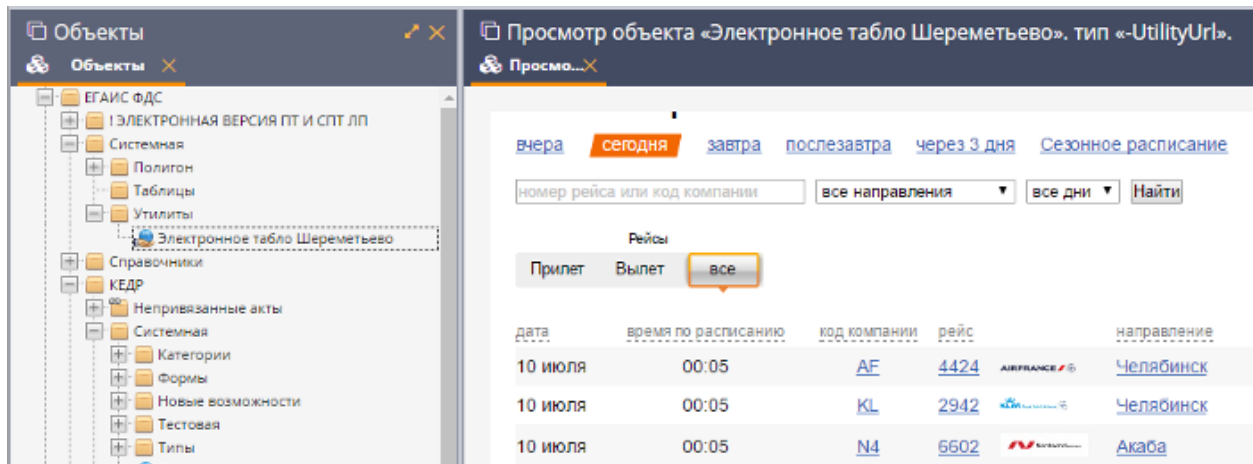 Объекты
Объекты
ЕГАИС ФДС
! ЭЛЕКТРОННАЯ ВЕРСИЯ ПТ И СПТ ЛП
Системная
Полигон
Таблицы
Утилиты
Электронное табло Шереметьево
Справочники
КЕДР
Непривязанные акты
Системная
Категории
Формы
Новые возможности
Тестовая
Типы
Просмотр объекта «Электронное табло Шереметьево». тип «-UtilityUrl».
Просмо...
вчера сегодня завтра послезавтра через 3 дня Сезонное расписание
номер рейса или код компании все направления все дни Найти
Рейсы
Прилет Вылет все
дата время по расписанию код компании рейс направление
10 июля 00:05 AF 4424 AIRFRANCE Челябинск
10 июля 00:05 KL 2942 KLM Челябинск
10 июля 00:05 N4 6602 Акаба